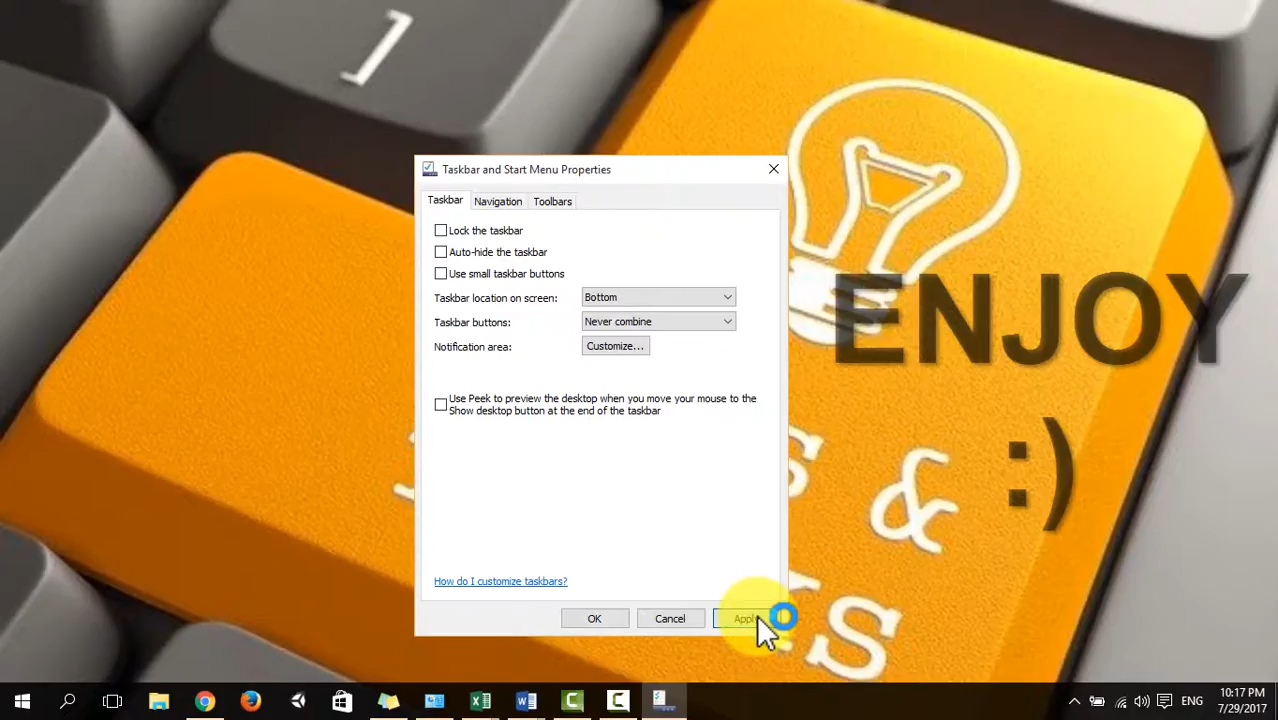 1
Taskbar and Start Menu Properties
Taskbar
Navigation
Toolbars
Lock the taskbar
Auto-hide the taskbar
Use small taskbar buttons
Taskbar location on screen:
Bottom
Taskbar buttons:
Never combine
Notification area:
Customize...
Use Peek to preview the desktop when you move your mouse to the
Show desktop button at the end of the taskbar
How do I customize taskbars?
OK
Cancel
ENJOY
:)
&
ENG
10:17 PM
7/29/2017